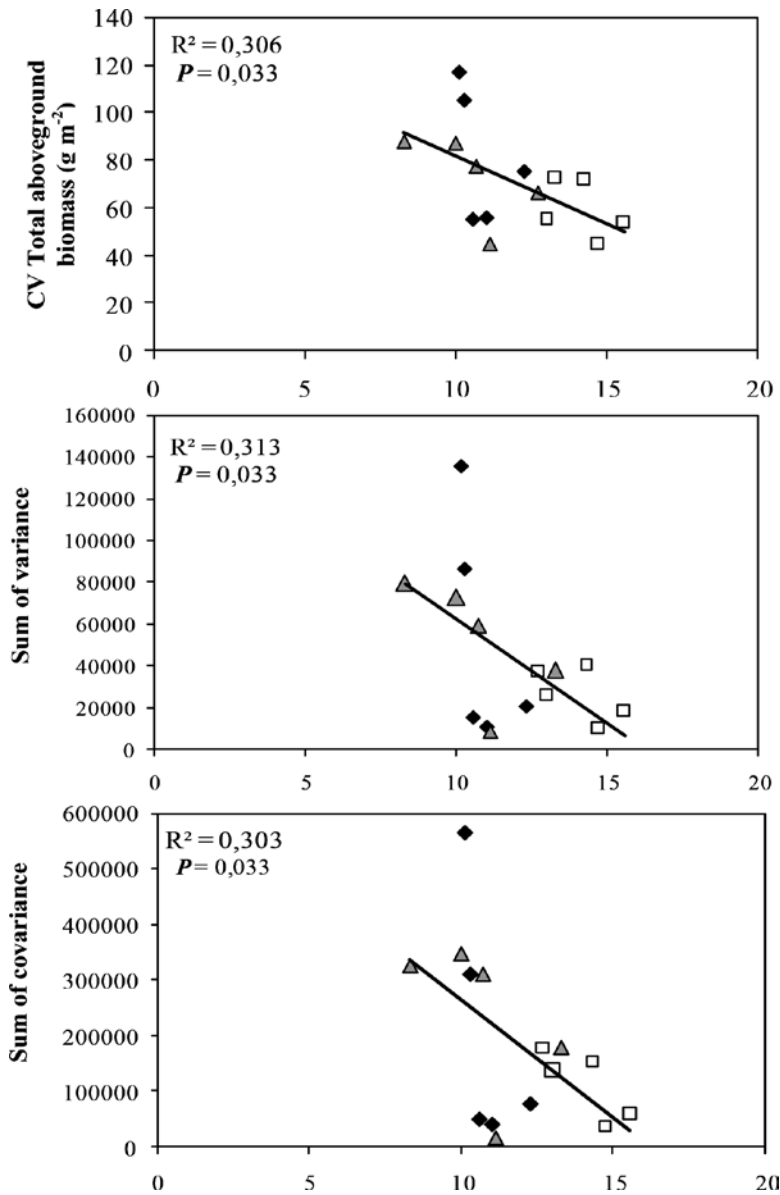 R² = 0,306
P = 0,033
CV Total aboveground
biomass (g m⁻²)
140
120
100
80
60
40
20
0
0 5 10 15 20
R² = 0,313
P = 0,033
Sum of variance
160000
140000
120000
100000
80000
60000
40000
20000
0
0 5 10 15 20
R² = 0,303
P = 0,033
Sum of covariance
600000
500000
400000
300000
200000
100000
0
0 5 10 15 20